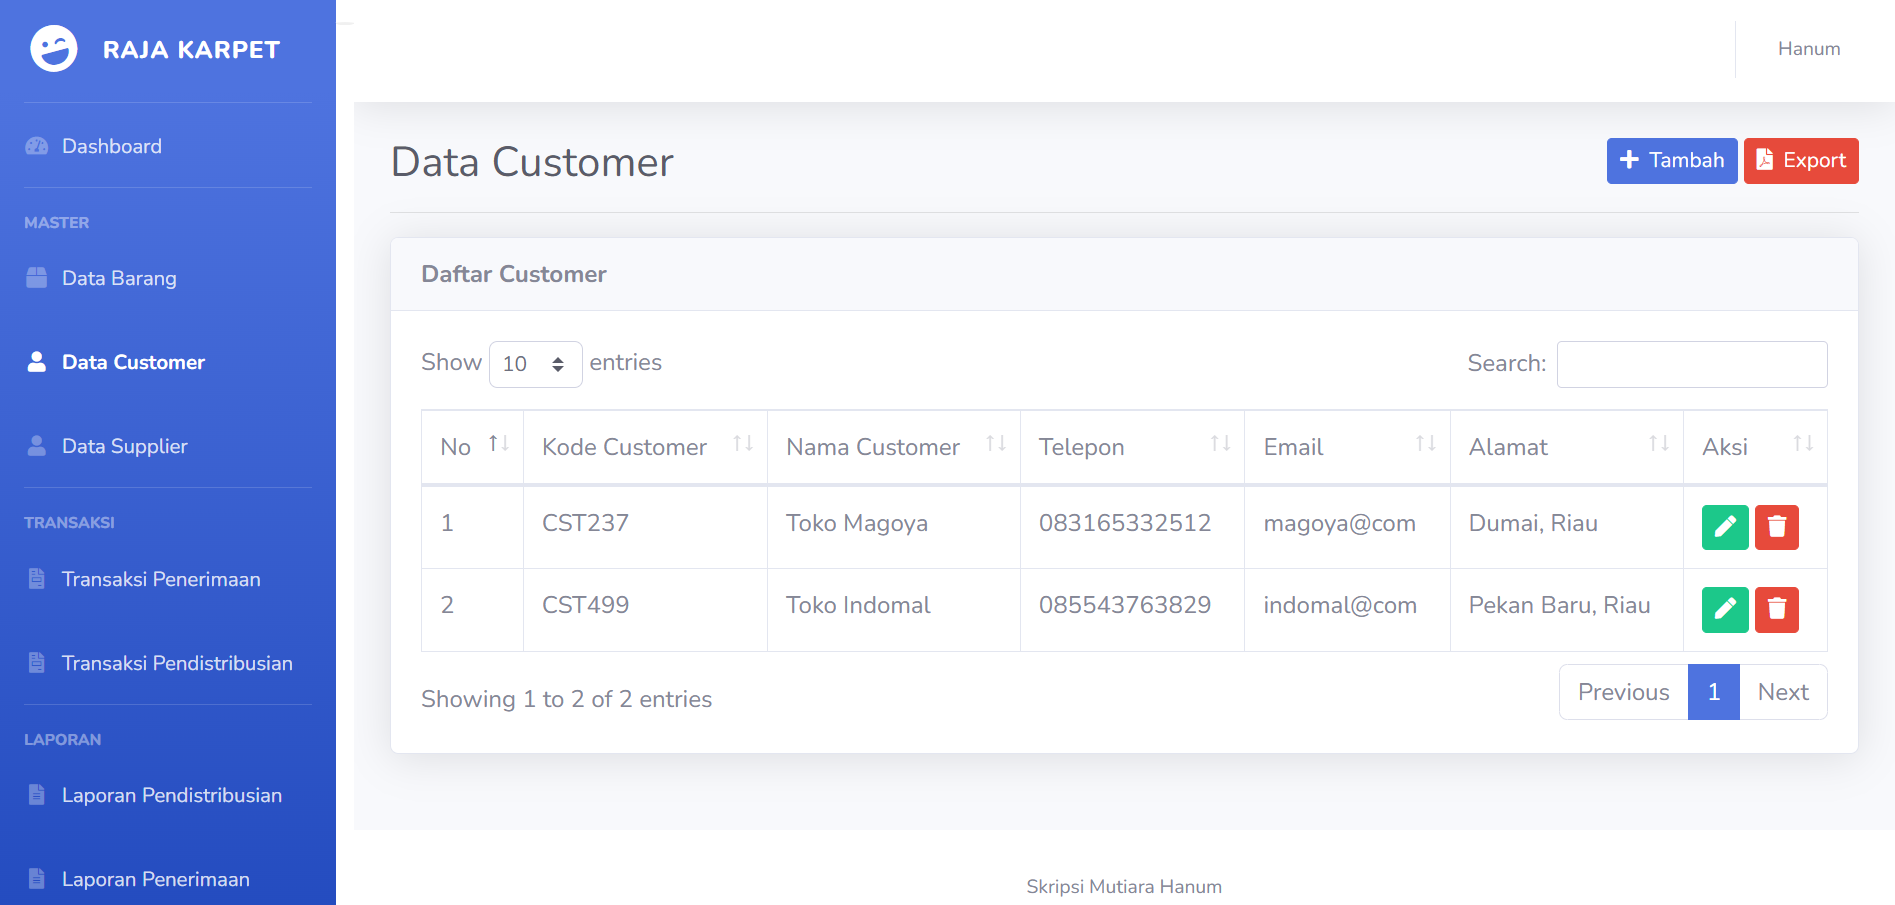 RAJA KARPET
Hanum
Dashboard
MASTER
Data Barang
Data Customer
Data Supplier
TRANSAKSI
Transaksi Penerimaan
Transaksi Pendistribusian
LAPORAN
Laporan Pendistribusian
Laporan Penerimaan
Data Customer
Tambah Export
Daftar Customer
Show 10 entries Search:
No Kode Customer Nama Customer Telepon Email Alamat Aksi
1 CST237 Toko Magoya 083165332512 magoya@com Dumai, Riau
2 CST499 Toko Indomal 085543763829 indomal@com Pekan Baru, Riau
Showing 1 to 2 of 2 entries Previous 1 Next
Skripsi Mutiara Hanum